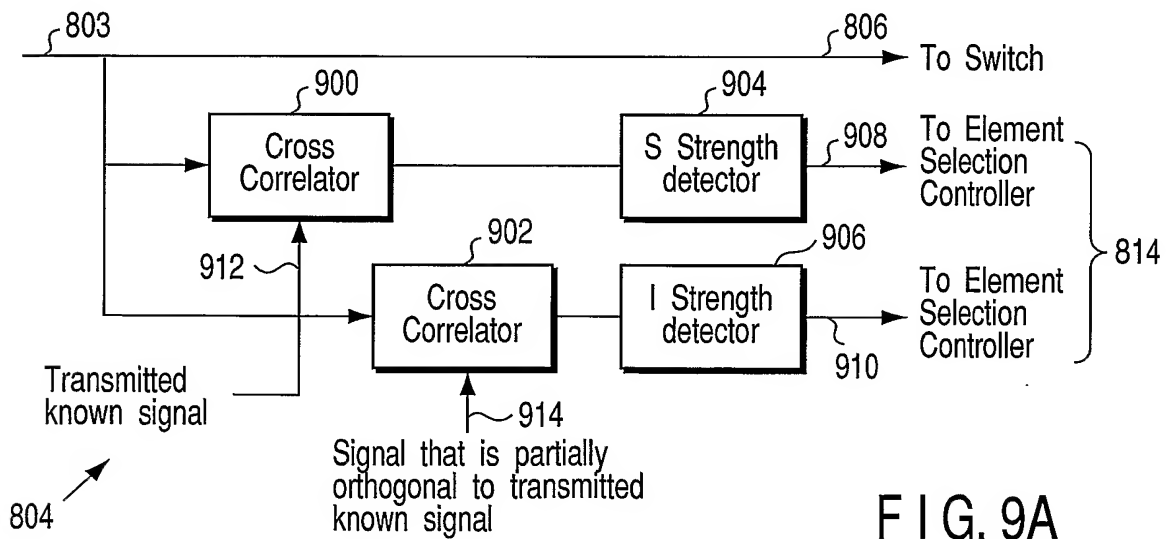 803
806
To Switch
900
904
Cross
Correlator
S Strength
detector
908
To Element
Selection
Controller
912
902
906
814
Cross
Correlator
I Strength
detector
To Element
Selection
Controller
910
Transmitted
known signal
914
Signal that is partially
orthogonal to transmitted
known signal
804
FIG. 9A